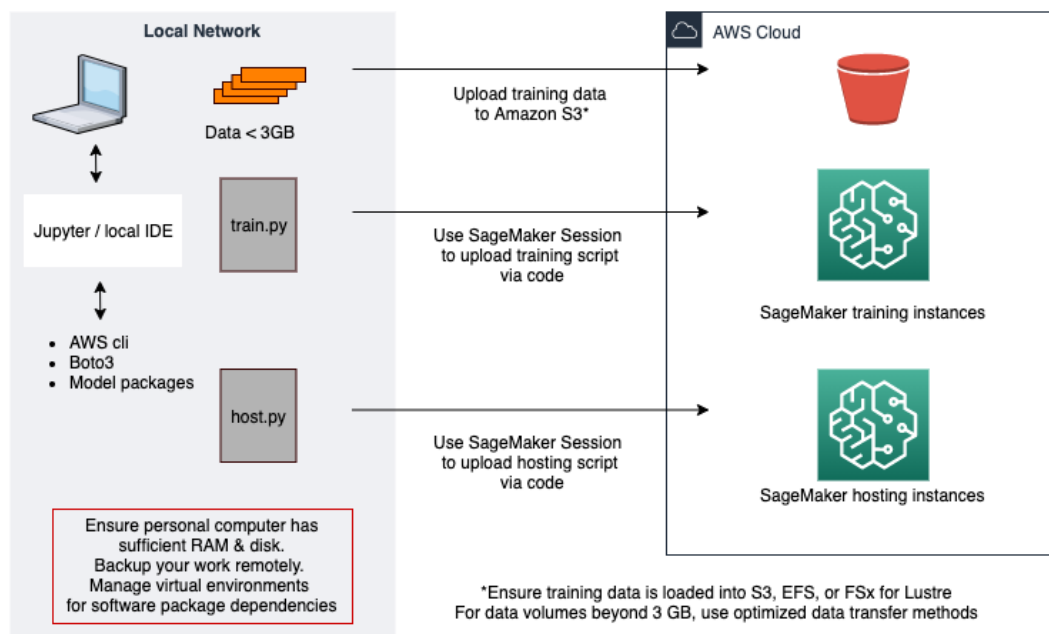 Local Network
AWS Cloud
Data < 3GB
Upload training data
to Amazon S3*
Jupyter / local IDE
train.py
Use SageMaker Session
to upload training script
via code
SageMaker training instances
• AWS cli
• Boto3
• Model packages
host.py
Use SageMaker Session
to upload hosting script
via code
SageMaker hosting instances
Ensure personal computer has
sufficient RAM & disk.
Backup your work remotely.
Manage virtual environments
for software package dependencies
*Ensure training data is loaded into S3, EFS, or FSx for Lustre
For data volumes beyond 3 GB, use optimized data transfer methods